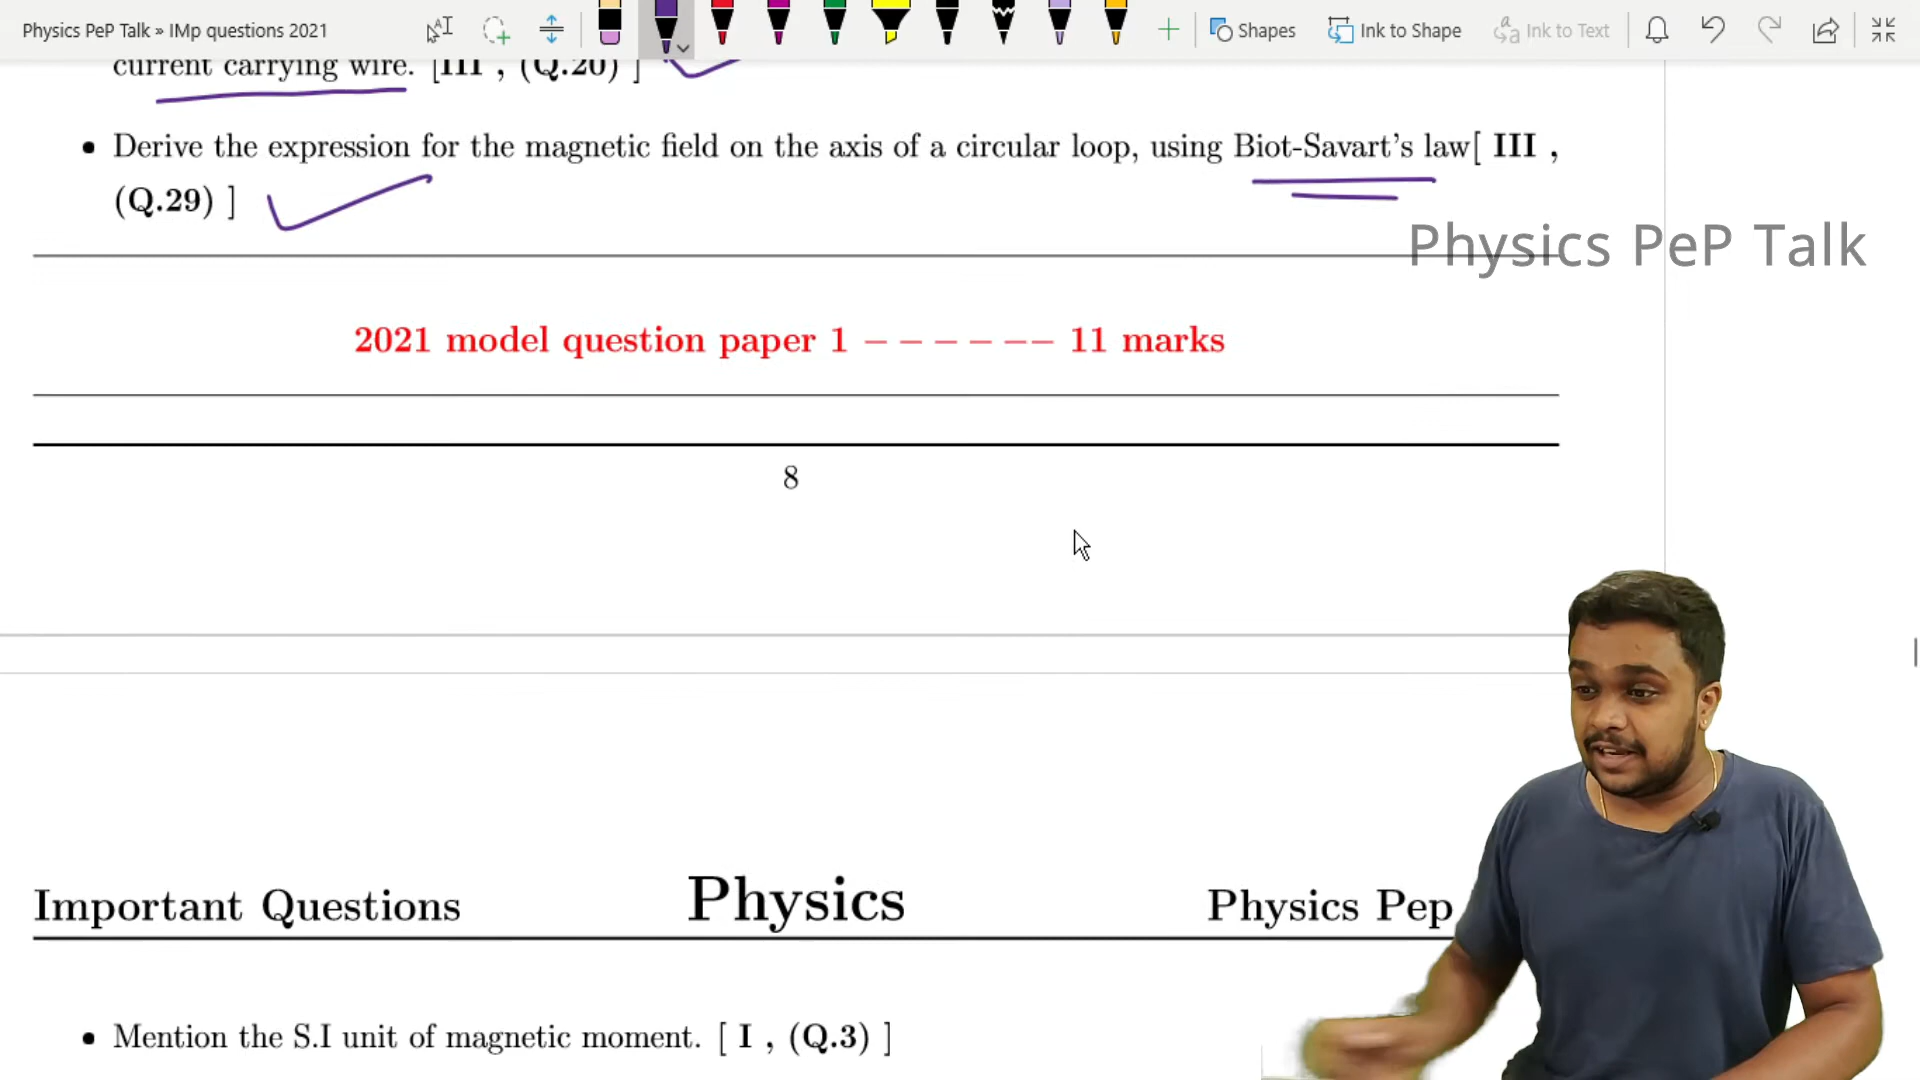 Physics PeP Talk » IMp questions 2021
Shapes
Ink to Shape
Ink to Text
current carrying wire. [III , (Q.20) ]
• Derive the expression for the magnetic field on the axis of a circular loop, using Biot-Savart’s law[ III ,
(Q.29) ]
Physics PeP Talk
2021 model question paper 1 − − − − − − 11 marks
8
Important Questions
Physics
Physics Pep
• Mention the S.I unit of magnetic moment. [ I , (Q.3) ]